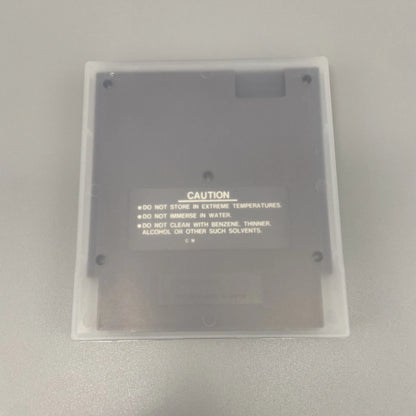 CAUTION
●DO NOT STORE IN EXTREME TEMPERATURES.
●DO NOT IMMERSE IN WATER.
●DO NOT CLEAN WITH BENZENE, THINNER,
ALCOHOL OR OTHER SUCH SOLVENTS.